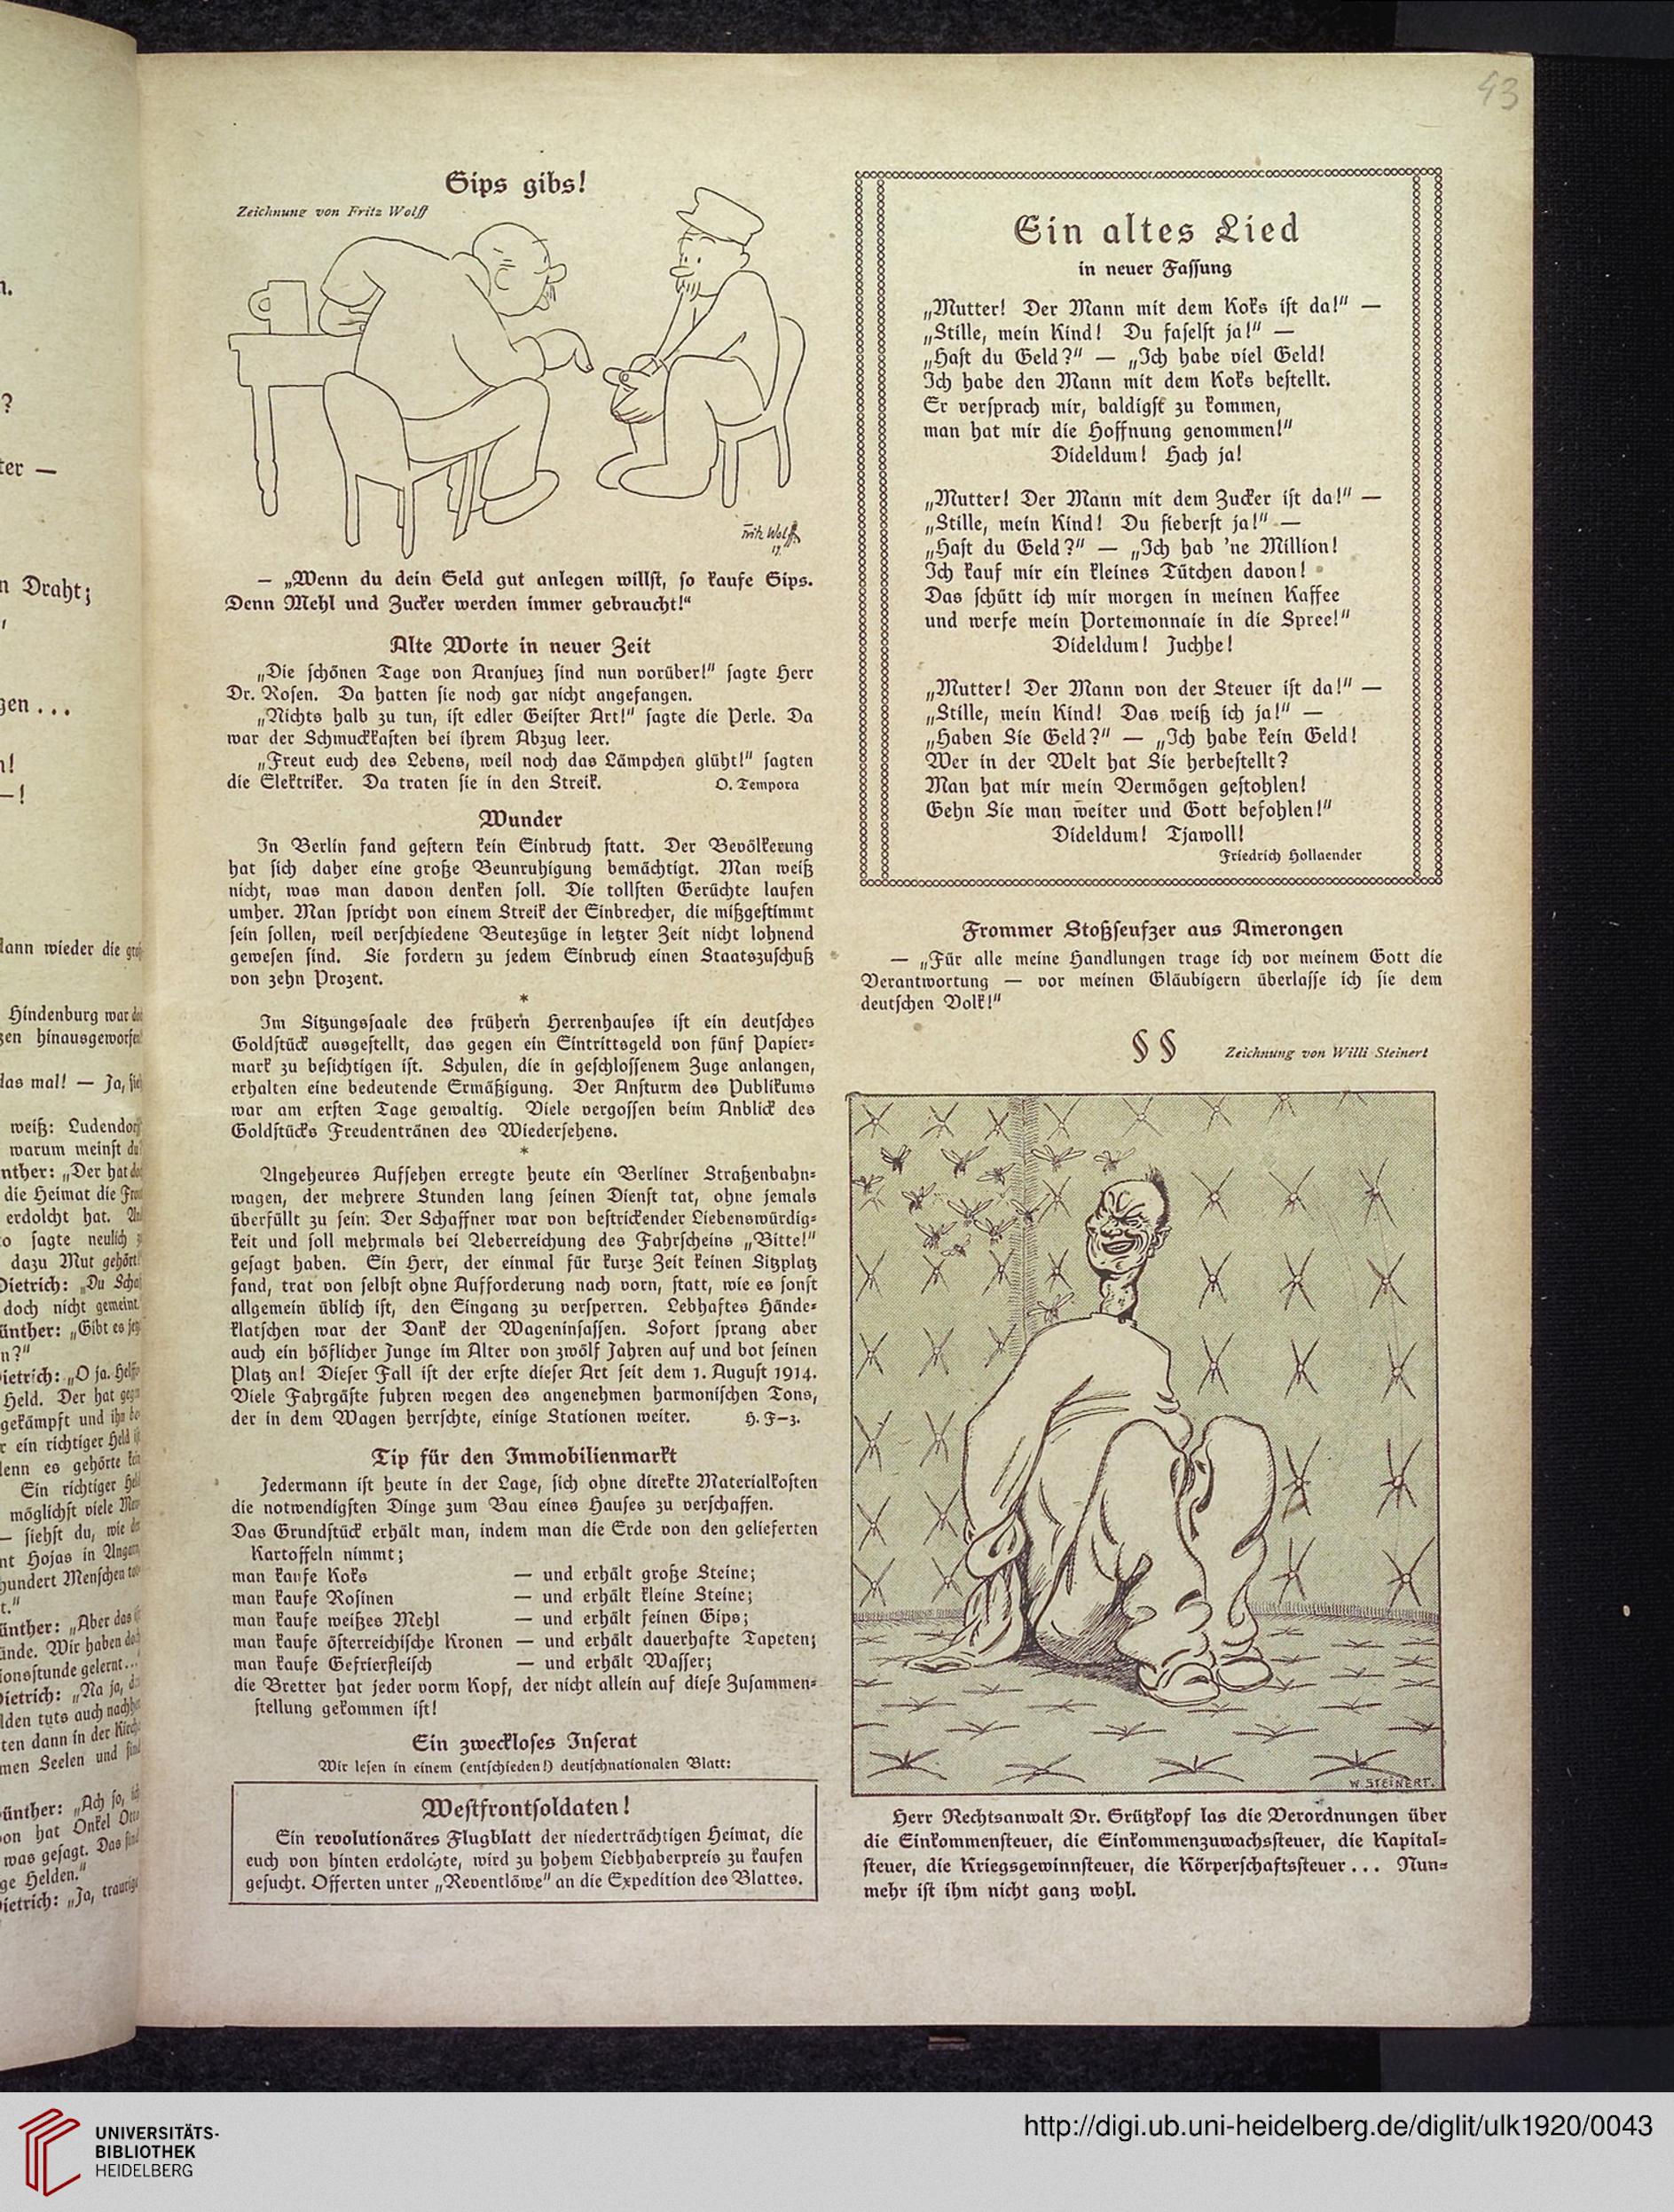 43
Gips gibs!
Zeichnung von Fritz Wolff
Fritz Wolff
19.
— „Wenn du dein Geld gut anlegen willst, so kaufe Gips.
Denn Mehl und Zucker werden immer gebraucht!“
Alte Worte in neuer Zeit
„Die schönen Tage von Aranjuez sind nun vorüber!" sagte Herr
Dr. Rosen. Da hatten sie noch gar nicht angefangen.
„Nichts halb zu tun, ist edler Geister Art!" sagte die Perle. Da
war der Schmuckkasten bei ihrem Abzug leer.
„Freut euch des Lebens, weil noch das Lämpchen glüht!" sagten
die Elektriker. Da traten sie in den Streik. O. Tempora
Wunder
In Berlin fand gestern kein Einbruch statt. Der Bevölkerung
hat sich daher eine große Beunruhigung bemächtigt. Man weiß
nicht, was man davon denken soll. Die tollsten Gerüchte laufen
umher. Man spricht von einem Streik der Einbrecher, die mißgestimmt
sein sollen, weil verschiedene Beutezüge in letzter Zeit nicht lohnend
gewesen sind. Sie fordern zu jedem Einbruch einen Staatszuschuß
von zehn Prozent.
*
Im Sitzungssaale des frühern Herrenhauses ist ein deutsches
Goldstück ausgestellt, das gegen ein Eintrittsgeld von fünf Papier-
mark zu besichtigen ist. Schulen, die in geschlossenem Zuge anlangen,
erhalten eine bedeutende Ermäßigung. Der Ansturm des Publikums
war am ersten Tage gewaltig. Viele vergossen beim Anblick des
Goldstücks Freudentränen des Wiedersehens.
*
Ungeheures Aufsehen erregte heute ein Berliner Straßenbahn-
wagen, der mehrere Stunden lang seinen Dienst tat, ohne jemals
überfüllt zu sein. Der Schaffner war von bestrickender Liebenswürdig-
keit und soll mehrmals bei Ueberreichung des Fahrscheins „Bitte!"
gesagt haben. Ein Herr, der einmal für kurze Zeit keinen Sitzplatz
fand, trat von selbst ohne Aufforderung nach vorn, statt, wie es sonst
allgemein üblich ist, den Eingang zu versperren. Lebhaftes Hände-
klatschen war der Dank der Wageninsassen. Sofort sprang aber
auch ein höflicher Junge im Alter von zwölf Jahren auf und bot seinen
Platz an! Dieser Fall ist der erste dieser Art seit dem 1. August 1914.
Viele Fahrgäste fuhren wegen des angenehmen harmonischen Tons,
der in dem Wagen herrschte, einige Stationen weiter. H. F—z.
Tip für den Immobilienmarkt
Jedermann ist heute in der Lage, sich ohne direkte Materialkosten
die notwendigsten Dinge zum Bau eines Hauses zu verschaffen.
Das Grundstück erhält man, indem man die Erde von den gelieferten
Kartoffeln nimmt;
man kaufe Koks — und erhält große Steine;
man kaufe Rosinen — und erhält kleine Steine;
man kaufe weißes Mehl — und erhält feinen Gips;
man kaufe österreichische Kronen — und erhält dauerhafte Tapeten;
man kaufe Gefrierfleisch — und erhält Wasser;
die Bretter hat jeder vorm Kopf, der nicht allein auf diese Zusammen-
stellung gekommen ist!
Ein zweckloses Inserat
Wir lesen in einem (entschieden!) deutschnationalen Blatt:
Westfrontsoldaten!
Ein revolutionäres Flugblatt der niederträchtigen Heimat, die
euch von hinten erdolchte, wird zu hohem Liebhaberpreis zu kaufen
gesucht. Offerten unter „Reventlöwe" an die Expedition des Blattes.
Ein altes Lied
in neuer Fassung
„Mutter! Der Mann mit dem Koks ist da!" —
„Stille, mein Kind! Du faselst ja!" —
„Hast du Geld?" — „Ich habe viel Geld!
Ich habe den Mann mit dem Koks bestellt.
Er versprach mir, baldigst zu kommen,
man hat mir die Hoffnung genommen!"
Dideldum! Hach ja!
„Mutter! Der Mann mit dem Zucker ist da!" —
„Stille, mein Kind! Du fieberst ja!" —
„Hast du Geld?" — „Ich hab 'ne Million!
Ich kauf mir ein kleines Tütchen davon!
Das schütt ich mir morgen in meinen Kaffee
und werfe mein Portemonnaie in die Spree!"
Dideldum! Juchhe!
„Mutter! Der Mann von der Steuer ist da!" —
„Stille, mein Kind! Das weiß ich ja!" —
„Haben Sie Geld?" — „Ich habe kein Geld!
Wer in der Welt hat Sie herbestellt?
Man hat mir mein Vermögen gestohlen!
Gehn Sie man weiter und Gott befohlen!"
Dideldum! Tjawoll!
Friedrich Hollaender
Frommer Stoßseufzer aus Amerongen
— „Für alle meine Handlungen trage ich vor meinem Gott die
Verantwortung — vor meinen Gläubigern überlasse ich sie dem
deutschen Volk!"
§ §
Zeichnung von Willi Steinert
W. STEINERT.
Herr Rechtsanwalt Dr. Grützkopf las die Verordnungen über
die Einkommensteuer, die Einkommenzuwachssteuer, die Kapital-
steuer, die Kriegsgewinnsteuer, die Körperschaftssteuer... Nun-
mehr ist ihm nicht ganz wohl.
UNIVERSITÄTS-
BIBLIOTHEK
HEIDELBERG
http://digi.ub.uni-heidelberg.de/diglit/ulk1920/0043